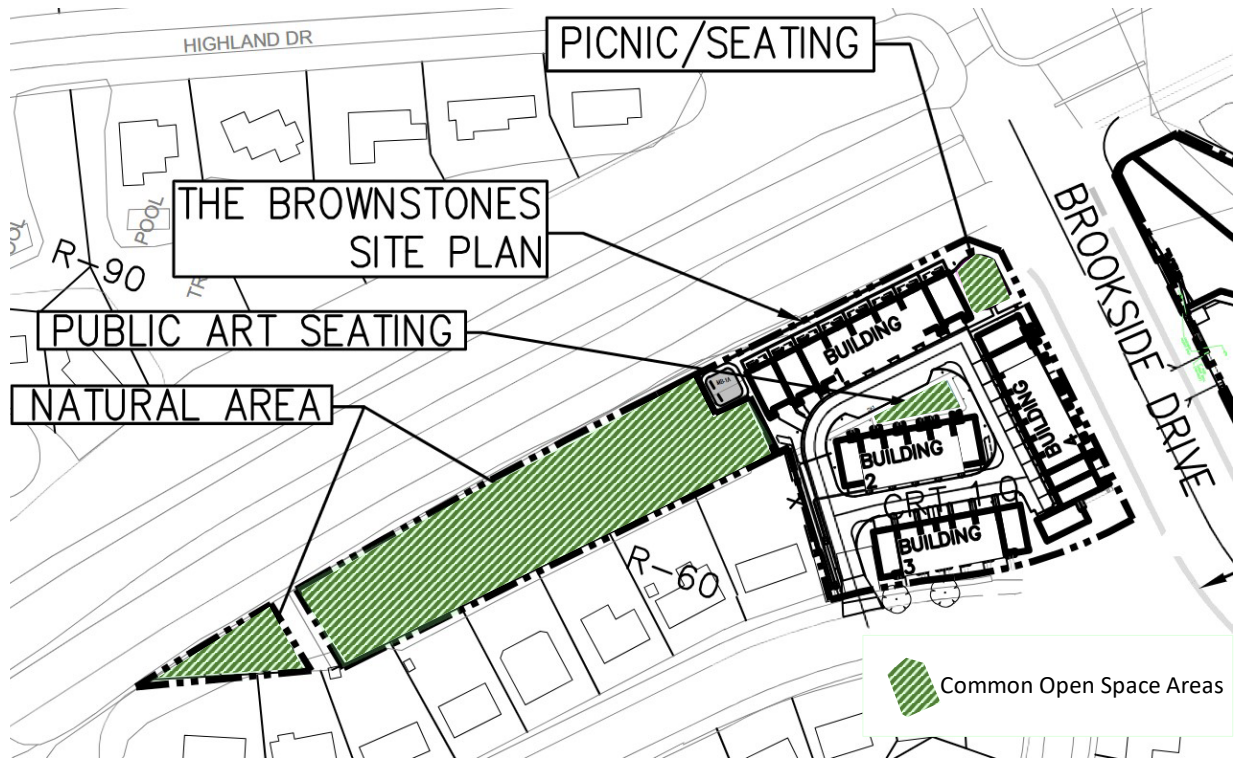 HIGHLAND DR
PICNIC/SEATING
THE BROWNSTONES
SITE PLAN
POOL
R-90
PUBLIC ART SEATING
NATURAL AREA
BROOKSIDE DRIVE
BUILDING
1
BUILDING
2
BUILDING
3
BUILDING
4
R-60
Common Open Space Areas